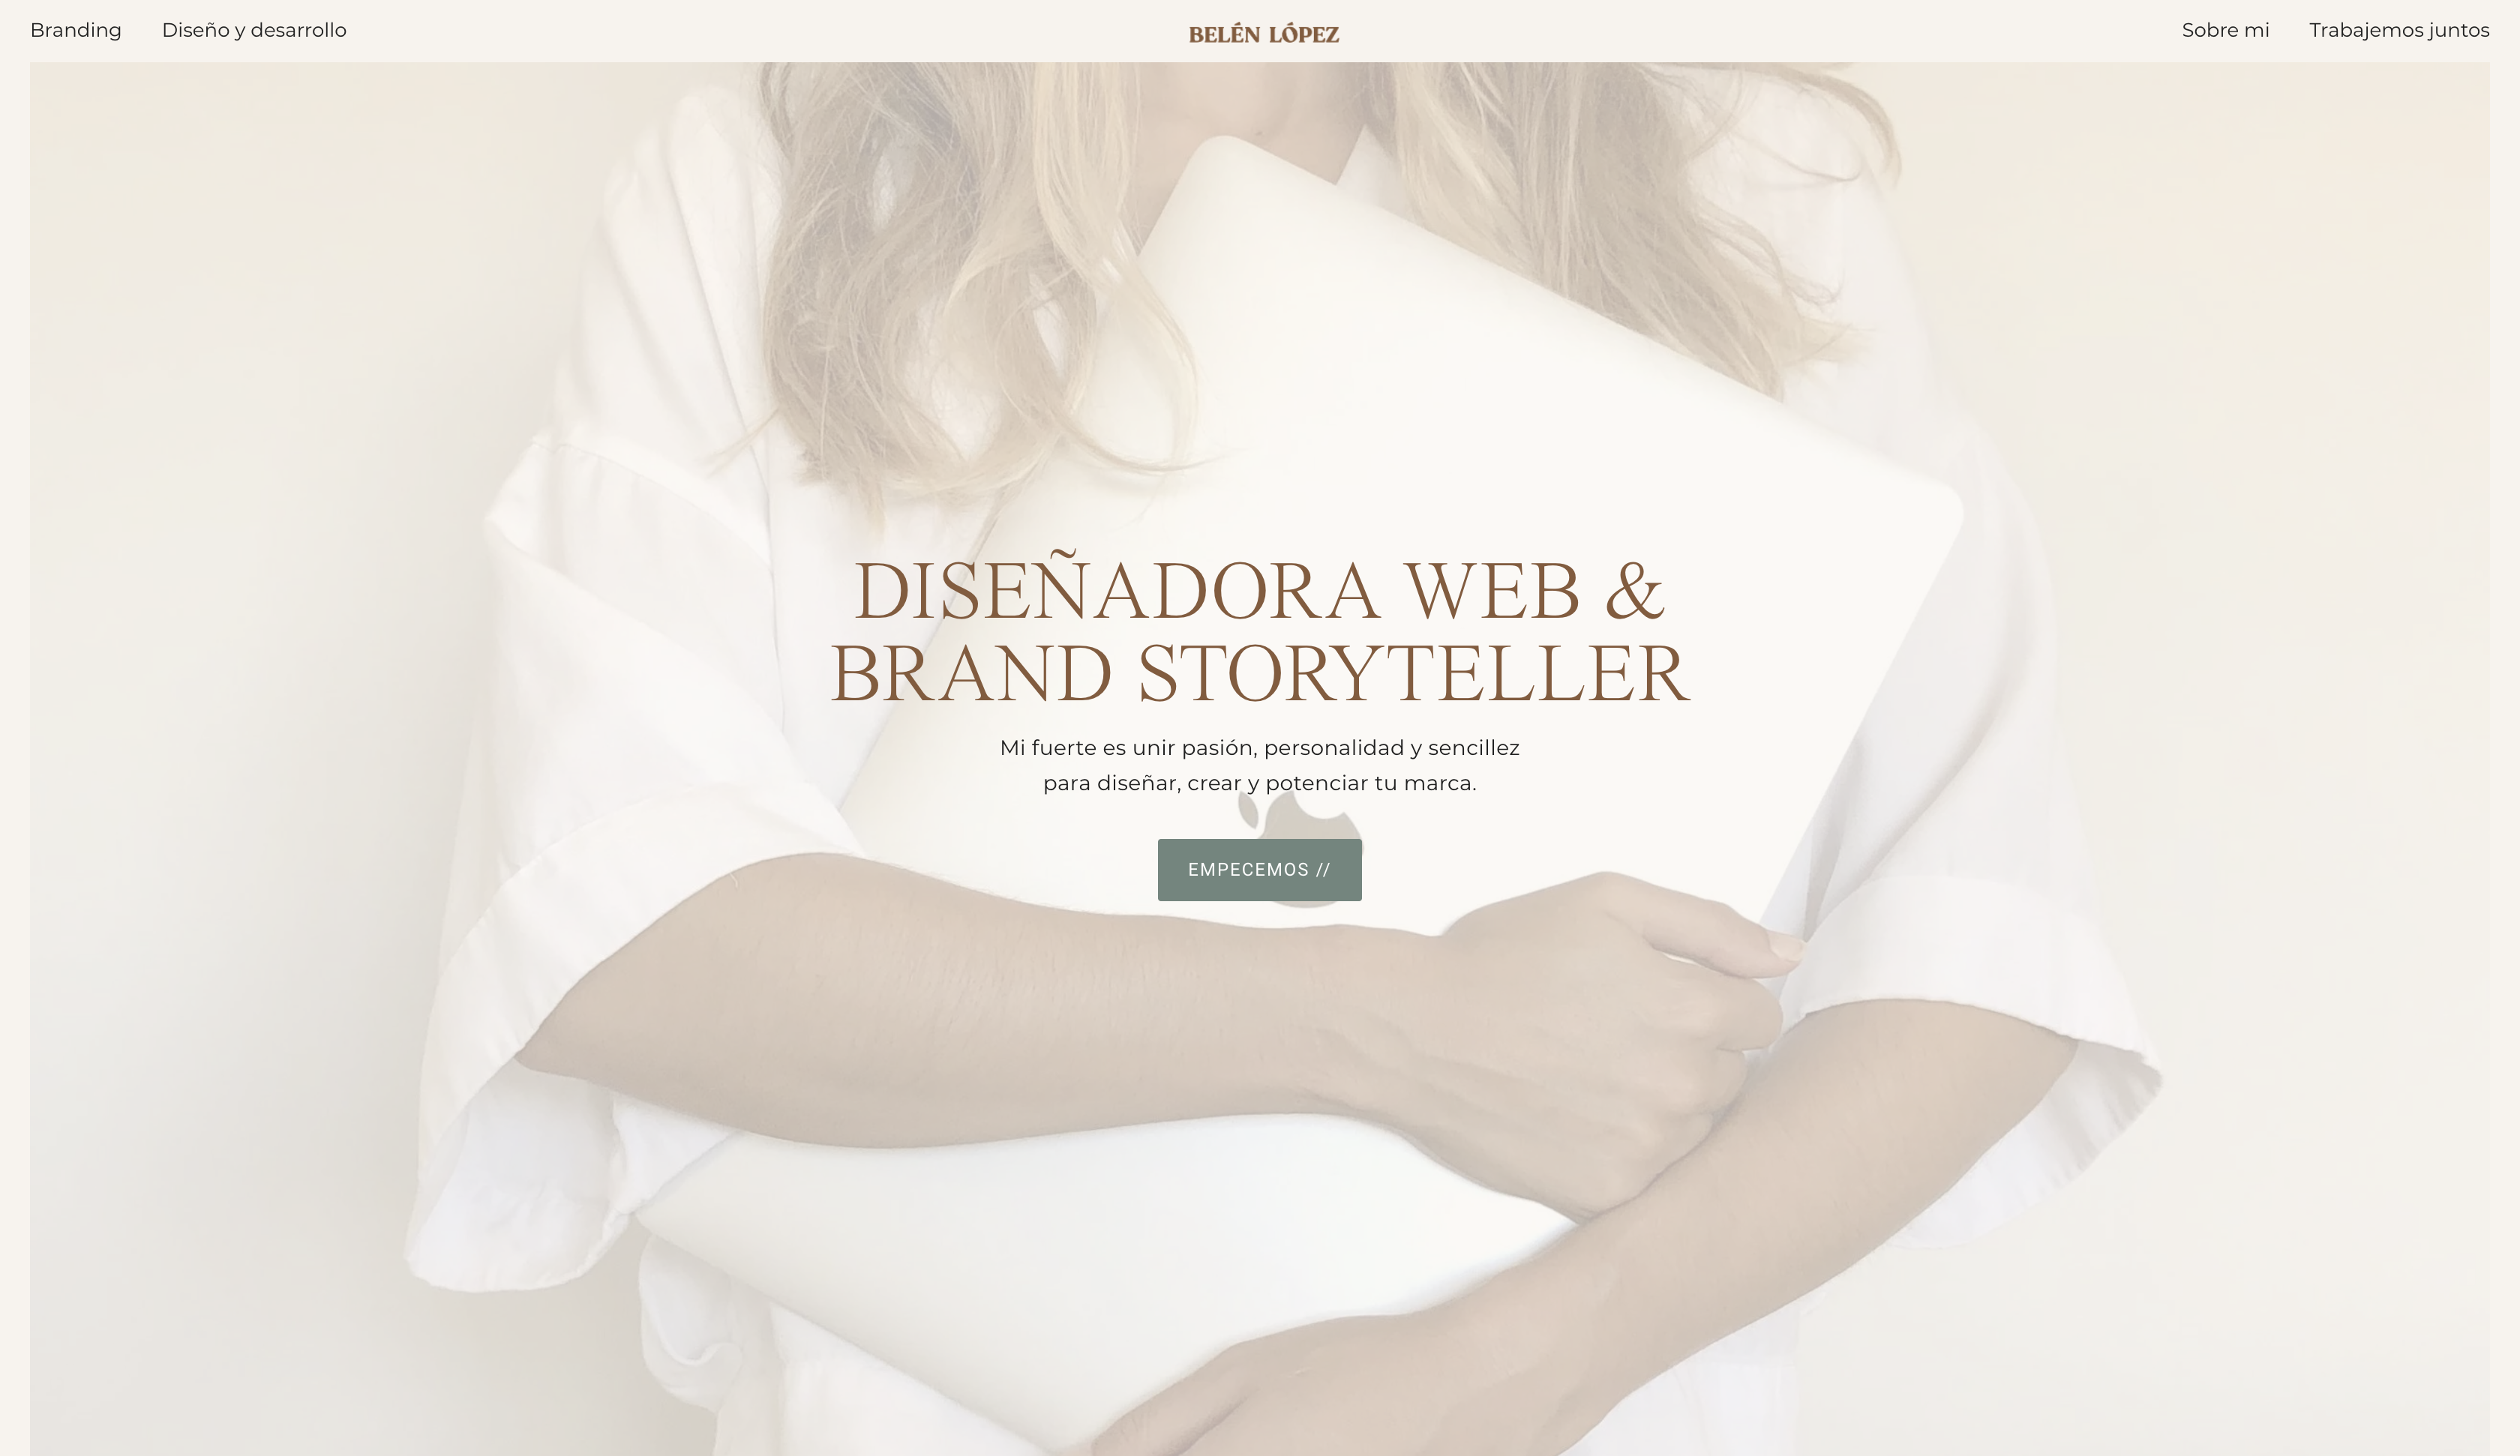 Branding
Diseño y desarrollo
BELÉN LÓPEZ
Sobre mi
Trabajemos juntos
DISEÑADORA WEB &
BRAND STORYTELLER
Mi fuerte es unir pasión, personalidad y sencillez
para diseñar, crear y potenciar tu marca.
EMPECEMOS //